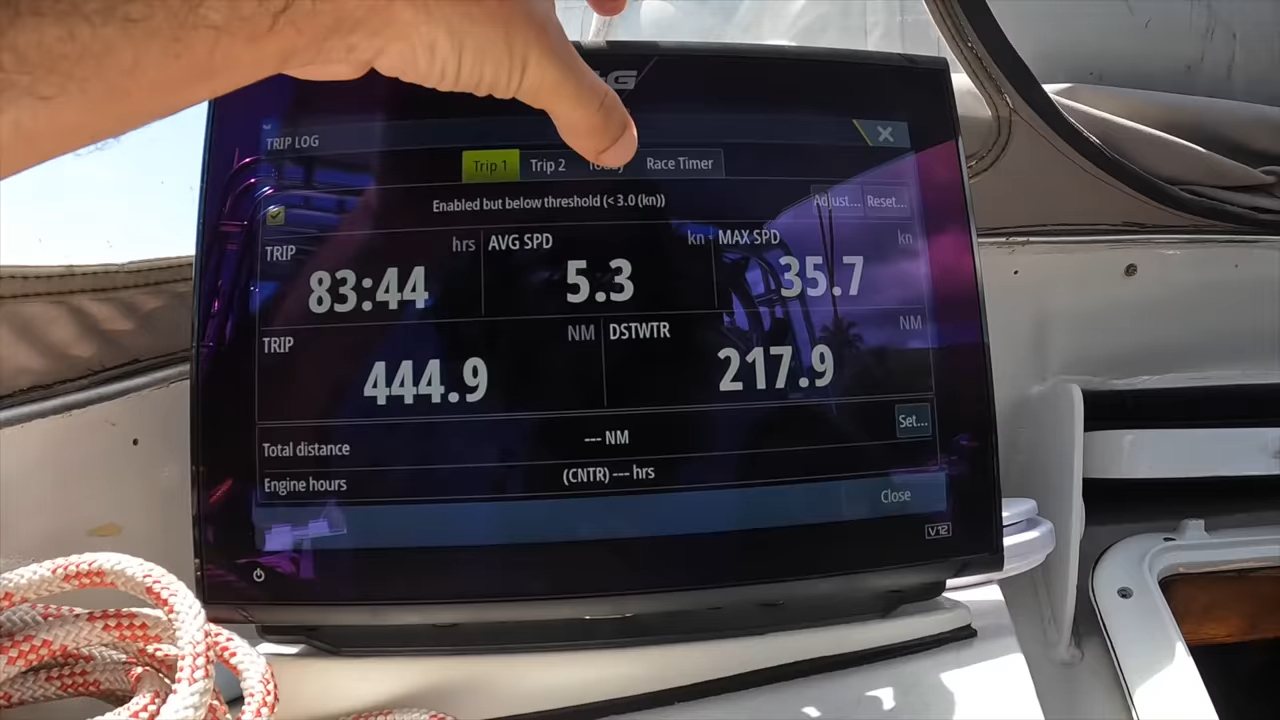 G
TRIP LOG
Trip 1 Trip 2 Today Race Timer
Enabled but below threshold (< 3.0 (kn)) Adjust... Reset...
TRIP hrs AVG SPD kn MAX SPD kn
83:44 5.3 35.7
TRIP NM DSTWTR NM
444.9 217.9
Total distance --- NM Set...
Engine hours (CNTR) --- hrs
Close
V12